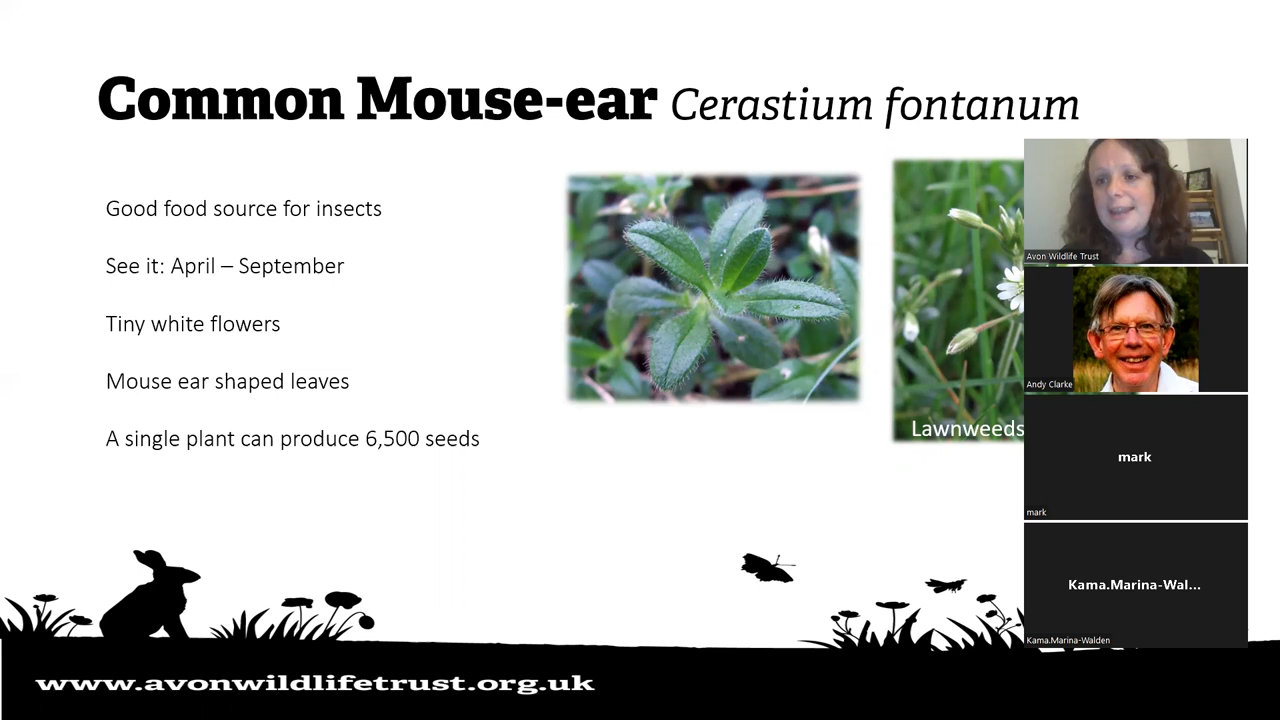 Common Mouse-ear Cerastium fontanum
Good food source for insects
See it: April – September
Tiny white flowers
Mouse ear shaped leaves
A single plant can produce 6,500 seeds
Lawnweeds
Avon Wildlife Trust
Andy Clarke
mark
mark
Kama.Marina-Wal...
Kama.Marina-Walden
www.avonwildlifetrust.org.uk